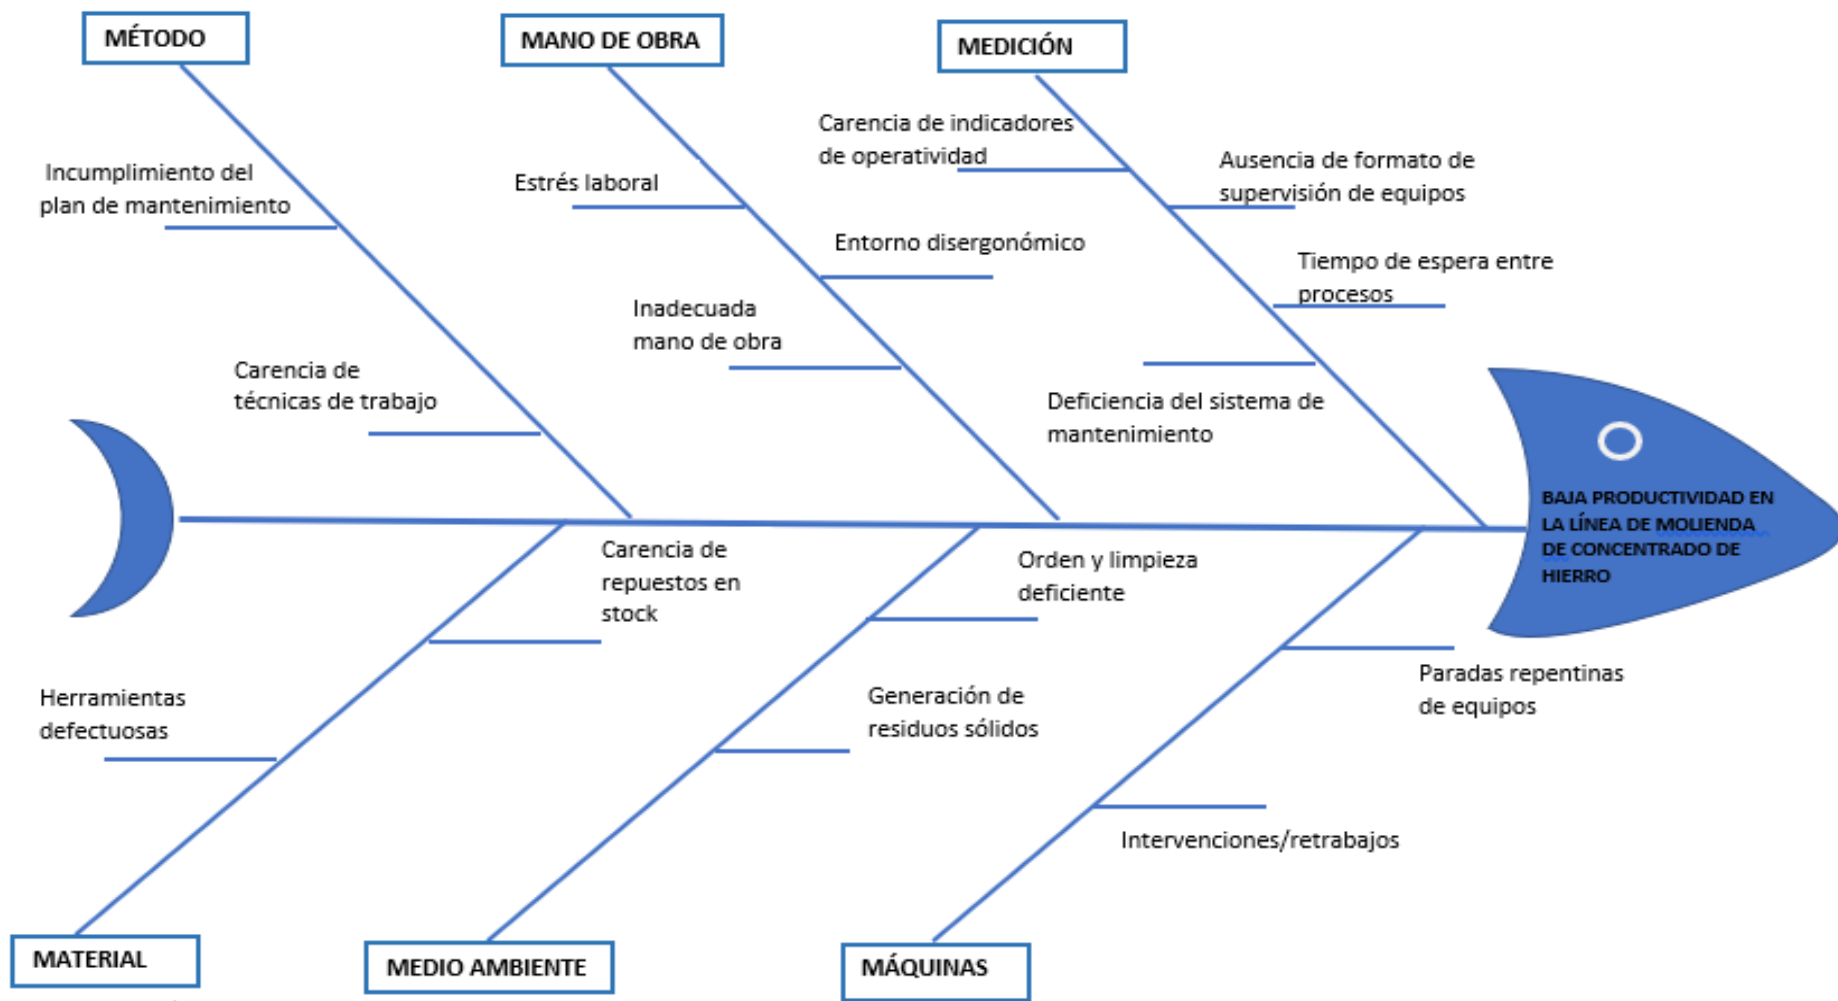 MÉTODO
MANO DE OBRA
MEDICIÓN
Incumplimiento del
plan de mantenimiento
Carencia de
técnicas de trabajo
Estrés laboral
Entorno disergonómico
Inadecuada
mano de obra
Carencia de indicadores
de operatividad
Ausencia de formato de
supervisión de equipos
Tiempo de espera entre
procesos
Deficiencia del sistema de
mantenimiento
BAJA PRODUCTIVIDAD EN
LA LÍNEA DE MOLIENDA
DE CONCENTRADO DE
HIERRO
Carencia de
repuestos en
stock
Herramientas
defectuosas
Orden y limpieza
deficiente
Generación de
residuos sólidos
Paradas repentinas
de equipos
Intervenciones/retrabajos
MATERIAL
MEDIO AMBIENTE
MÁQUINAS